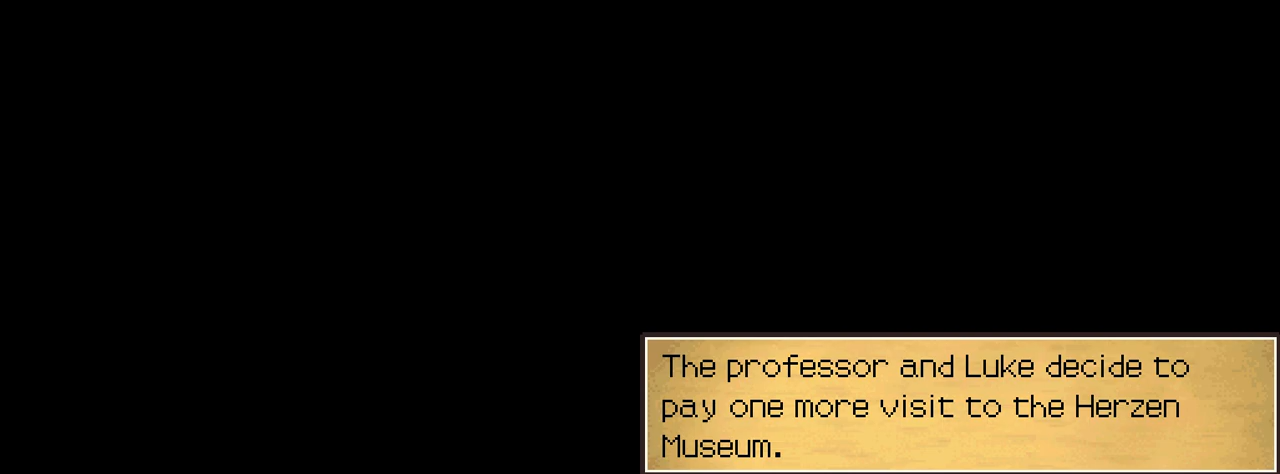 The professor and Luke decide to
pay one more visit to the Herzen
Museum.